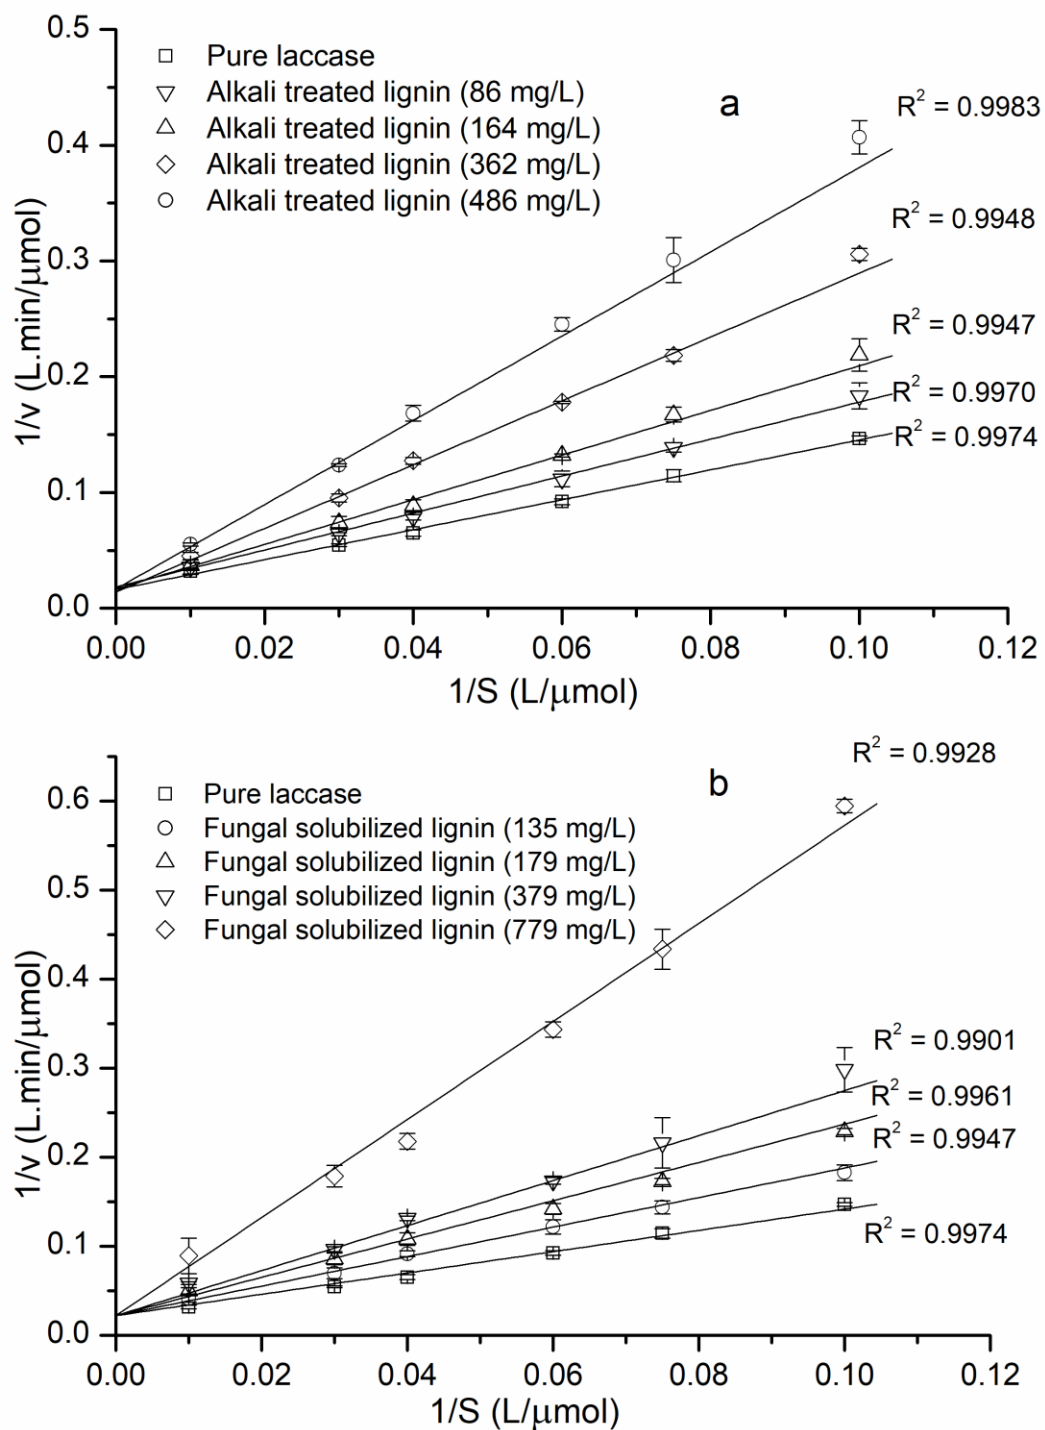 0.5
Pure laccase
Alkali treated lignin (86 mg/L)
a
R² = 0.9983
Alkali treated lignin (164 mg/L)
0.4
Alkali treated lignin (362 mg/L)
Alkali treated lignin (486 mg/L)
R² = 0.9948
0.3
R² = 0.9947
0.2
R² = 0.9970
R² = 0.9974
0.1
0.0
1/v (L.min/μmol)
0.00 0.02 0.04 0.06 0.08 0.10 0.12
1/S (L/μmol)
R² = 0.9928
b
Pure laccase
0.6
Fungal solubilized lignin (135 mg/L)
Fungal solubilized lignin (179 mg/L)
0.5
Fungal solubilized lignin (379 mg/L)
Fungal solubilized lignin (779 mg/L)
0.4
R² = 0.9901
0.3
R² = 0.9961
R² = 0.9947
0.2
R² = 0.9974
0.1
0.0
1/v (L.min/μmol)
0.00 0.02 0.04 0.06 0.08 0.10 0.12
1/S (L/μmol)